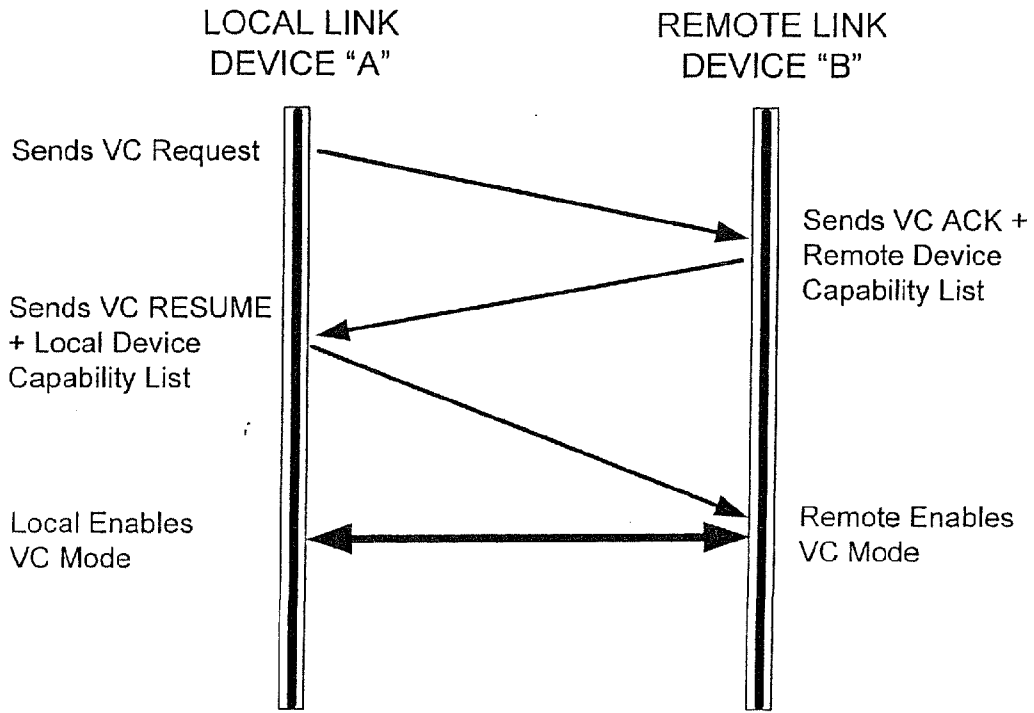 LOCAL LINK
DEVICE “A”
REMOTE LINK
DEVICE “B”
Sends VC Request
Sends VC ACK +
Remote Device
Capability List
Sends VC RESUME
+ Local Device
Capability List
Local Enables
VC Mode
Remote Enables
VC Mode